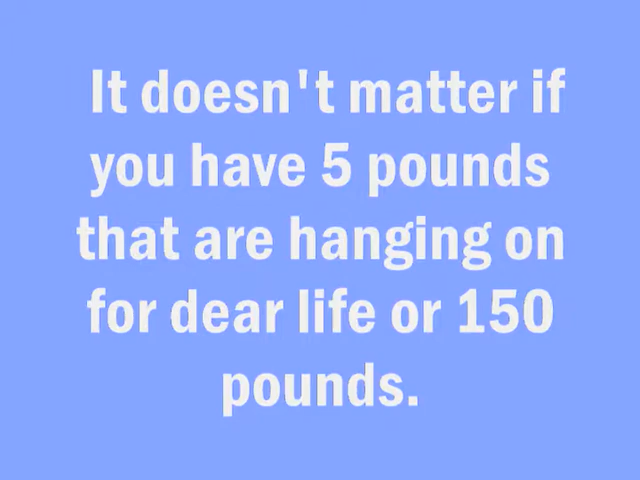 It doesn't matter if
you have 5 pounds
that are hanging on
for dear life or 150
pounds.